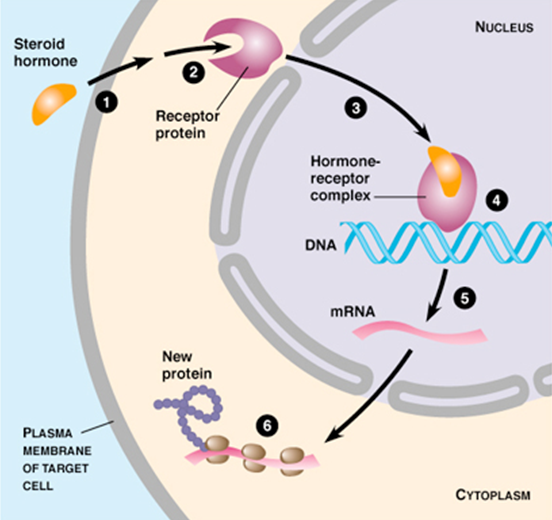 Steroid
hormone
1
2
Receptor
protein
NUCLEUS
3
Hormone-
receptor
complex
4
DNA
5
mRNA
New
protein
6
PLASMA
MEMBRANE
OF TARGET
CELL
CYTOPLASM